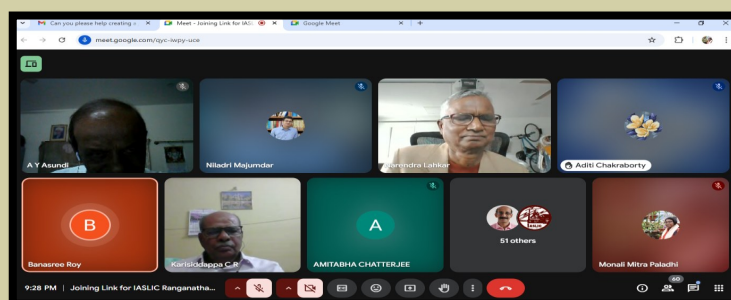 Can you please help creating a
Meet - Joining Link for IASL
Google Meet
meet.google.com/qyc-iwpy-uce
A Y Asundi
Niladri Majumdar
Narendra Lahkar
Aditi Chakraborty
B
Banasree Roy
Karisiddappa C R
A
AMITABHA CHATTERJEE
51 others
Monali Mitra Paladhi
9:28 PM | Joining Link for IASLIC Ranganatha...
60